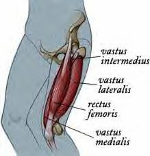 vastus
intermedius
vastus
lateralis
rectus
femoris
vastus
medialis